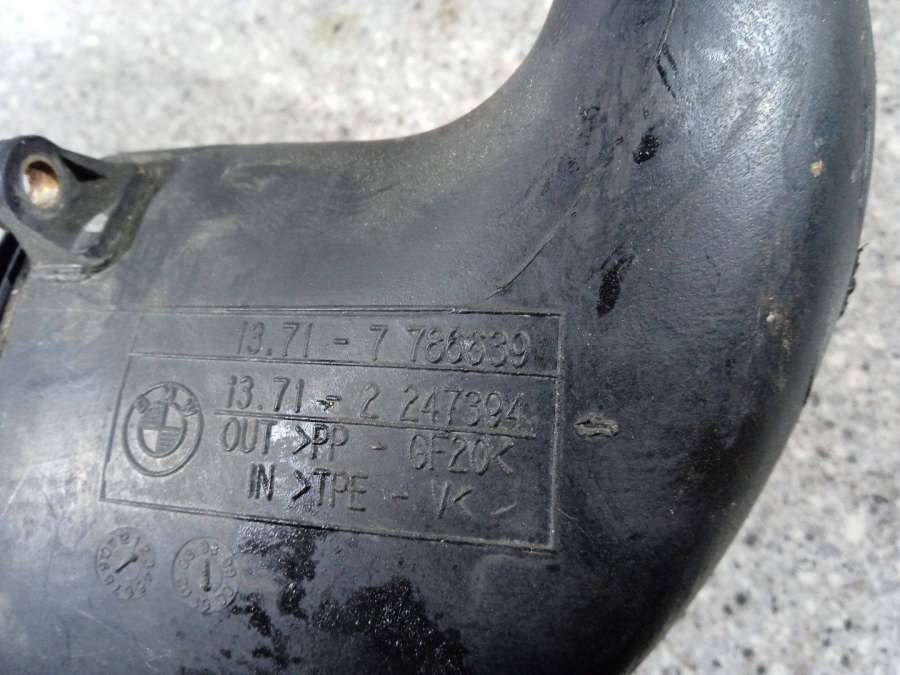 13.71 - 7 786639
13.71 - 2 247394
OUT >PP - GF20<
IN >TPE - V<